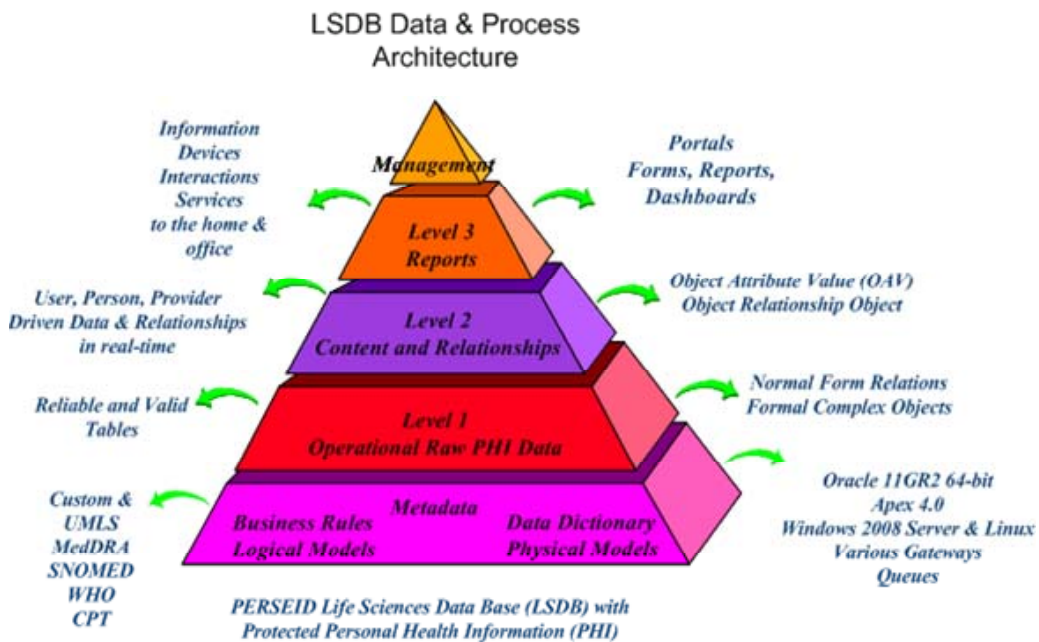 LSDB Data & Process
Architecture
Information
Devices
Interactions
Services
to the home &
office
Management
Portals
Forms, Reports,
Dashboards
Level 3
Reports
User, Person, Provider
Driven Data & Relationships
in real-time
Level 2
Content and Relationships
Object Attribute Value (OAV)
Object Relationship Object
Reliable and Valid
Tables
Level 1
Operational Raw PHI Data
Normal Form Relations
Formal Complex Objects
Custom &
UMLS
MedDRA
SNOMED
WHO
CPT
Metadata
Business Rules
Logical Models
Data Dictionary
Physical Models
Oracle 11GR2 64-bit
Apex 4.0
Windows 2008 Server & Linux
Various Gateways
Queues
PERSEID Life Sciences Data Base (LSDB) with
Protected Personal Health Information (PHI)